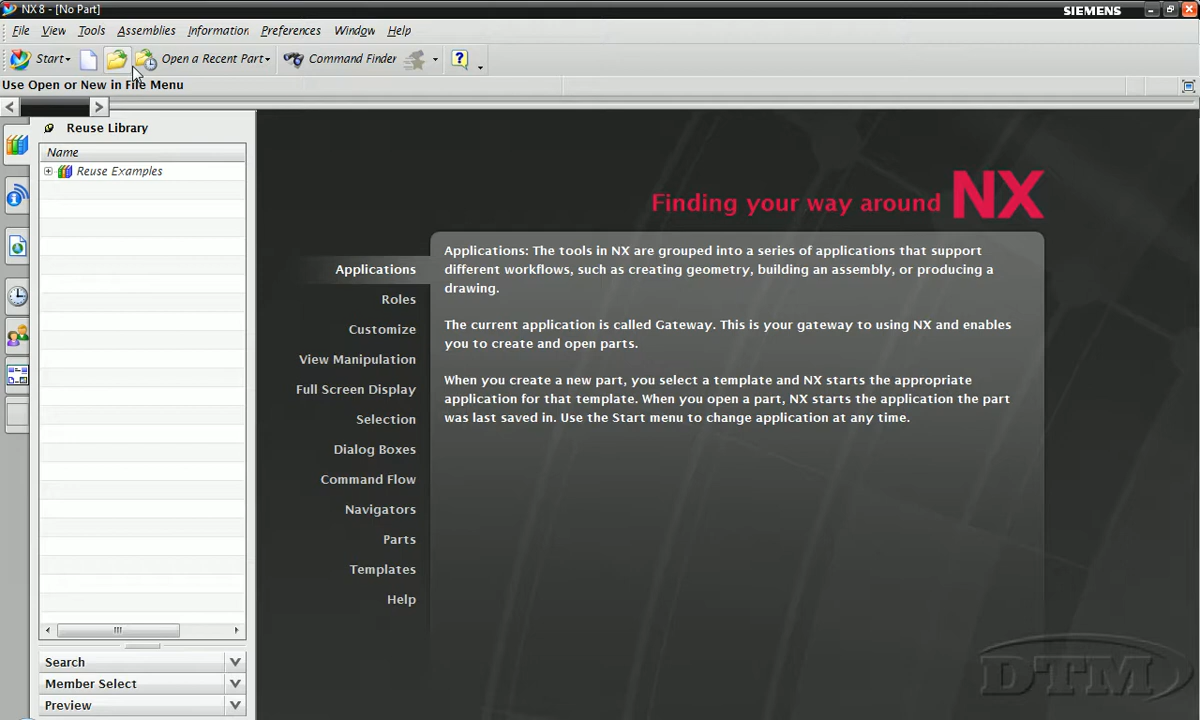 NX 8 - [No Part]
SIEMENS
File View Tools Assemblies Information Preferences Window Help
Start Open a Recent Part Command Finder
Use Open or New in File Menu
Reuse Library
Name
Reuse Examples
Finding your way around NX
Applications
Roles
Customize
View Manipulation
Full Screen Display
Selection
Dialog Boxes
Command Flow
Navigators
Parts
Templates
Help
Applications: The tools in NX are grouped into a series of applications that support
different workflows, such as creating geometry, building an assembly, or producing a
drawing.
The current application is called Gateway. This is your gateway to using NX and enables
you to create and open parts.
When you create a new part, you select a template and NX starts the appropriate
application for that template. When you open a part, NX starts the application the part
was last saved in. Use the Start menu to change application at any time.
Search
Member Select
Preview
DTM